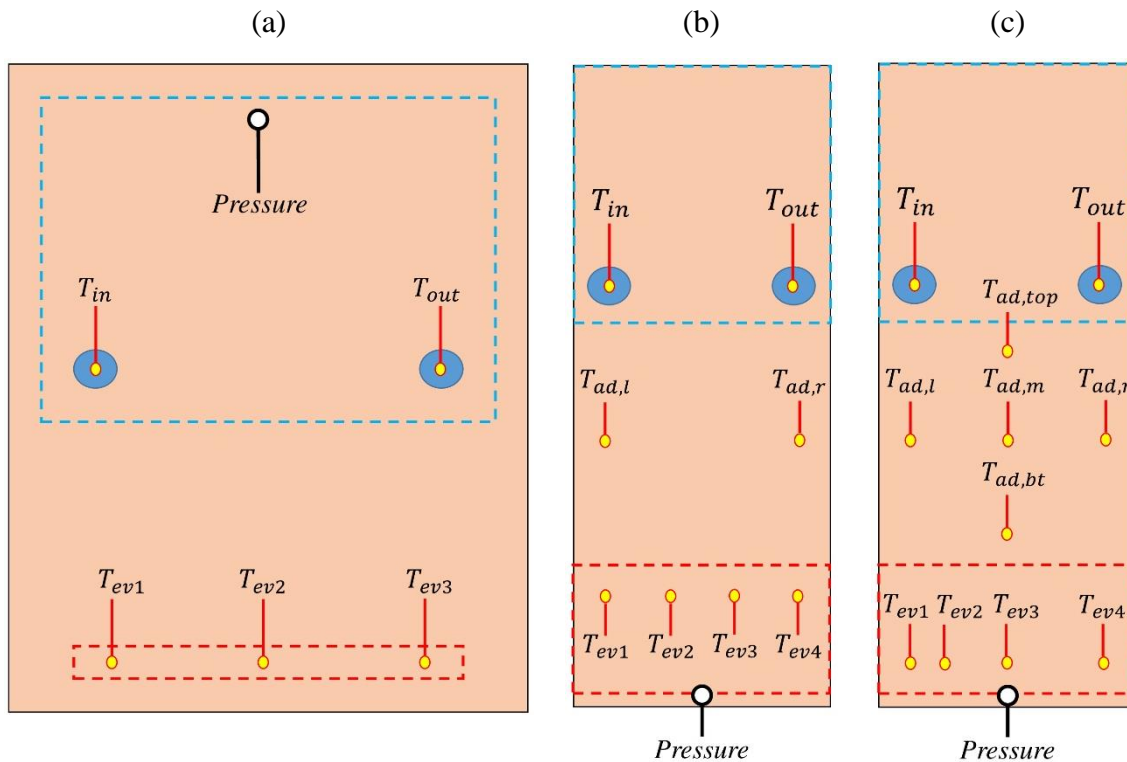 (a)
(b)
(c)
Pressure
T_in
T_out
T_ev1
T_ev2
T_ev3
T_in
T_out
T_ad,l
T_ad,r
T_ev1
T_ev2
T_ev3
T_ev4
Pressure
T_in
T_out
T_ad,top
T_ad,l
T_ad,m
T_ad,r
T_ad,bt
T_ev1
T_ev2
T_ev3
T_ev4
Pressure